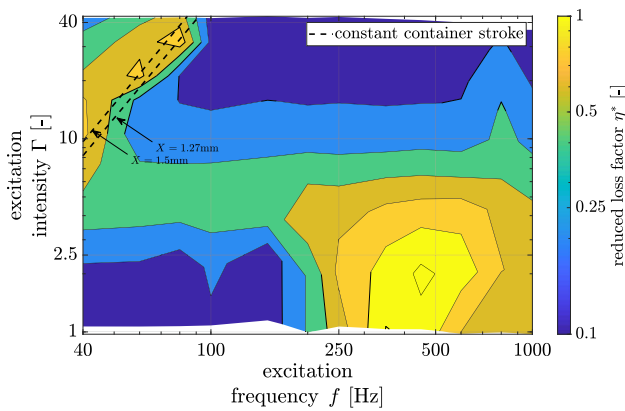 40
10
2.5
1
excitation
intensity Γ [-]
constant container stroke
X = 1.27mm
X = 1.5mm
40
100
250
500
1000
excitation
frequency f [Hz]
1
0.5
0.25
0.1
reduced loss factor η* [-]